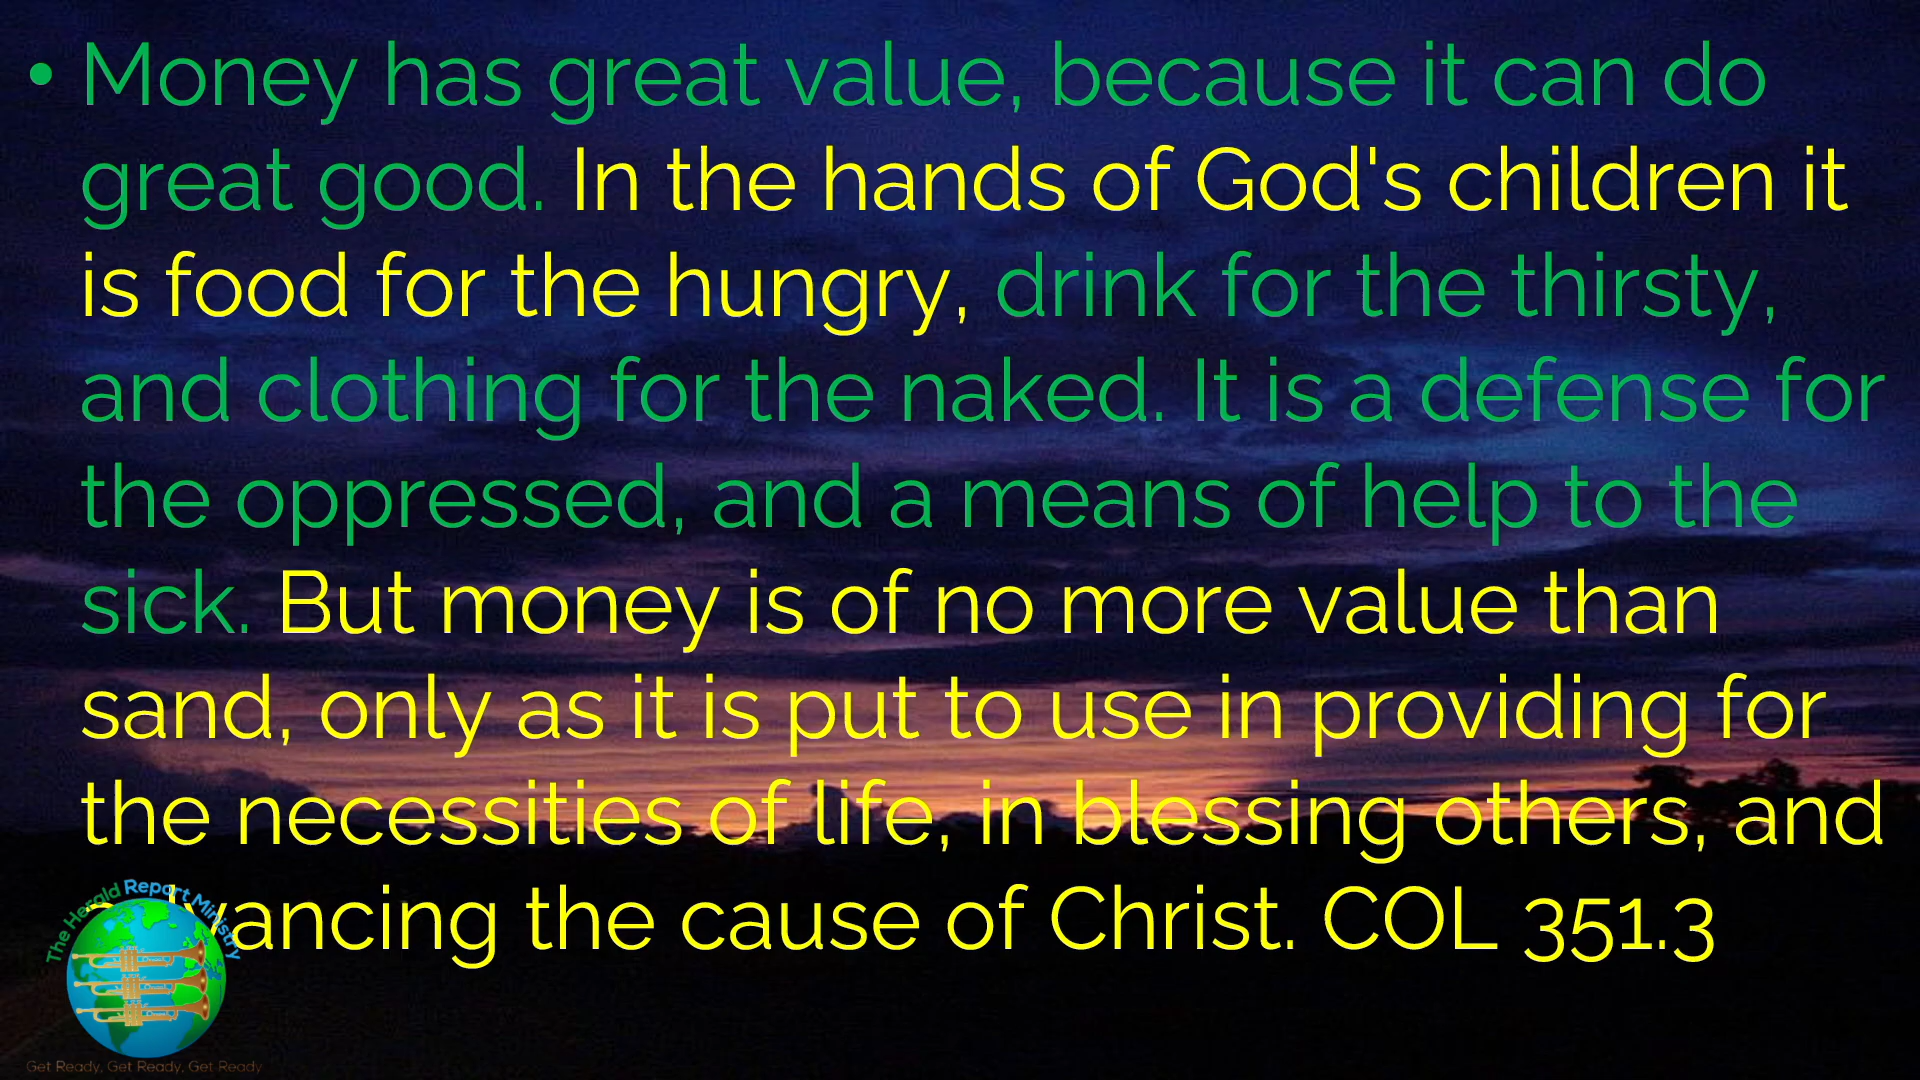 • Money has great value, because it can do
great good. In the hands of God's children it
is food for the hungry, drink for the thirsty,
and clothing for the naked. It is a defense for
the oppressed, and a means of help to the
sick. But money is of no more value than
sand, only as it is put to use in providing for
the necessities of life, in blessing others, and
advancing the cause of Christ. COL 351.3
The Herald Report Ministry
Get Ready, Get Ready, Get Ready